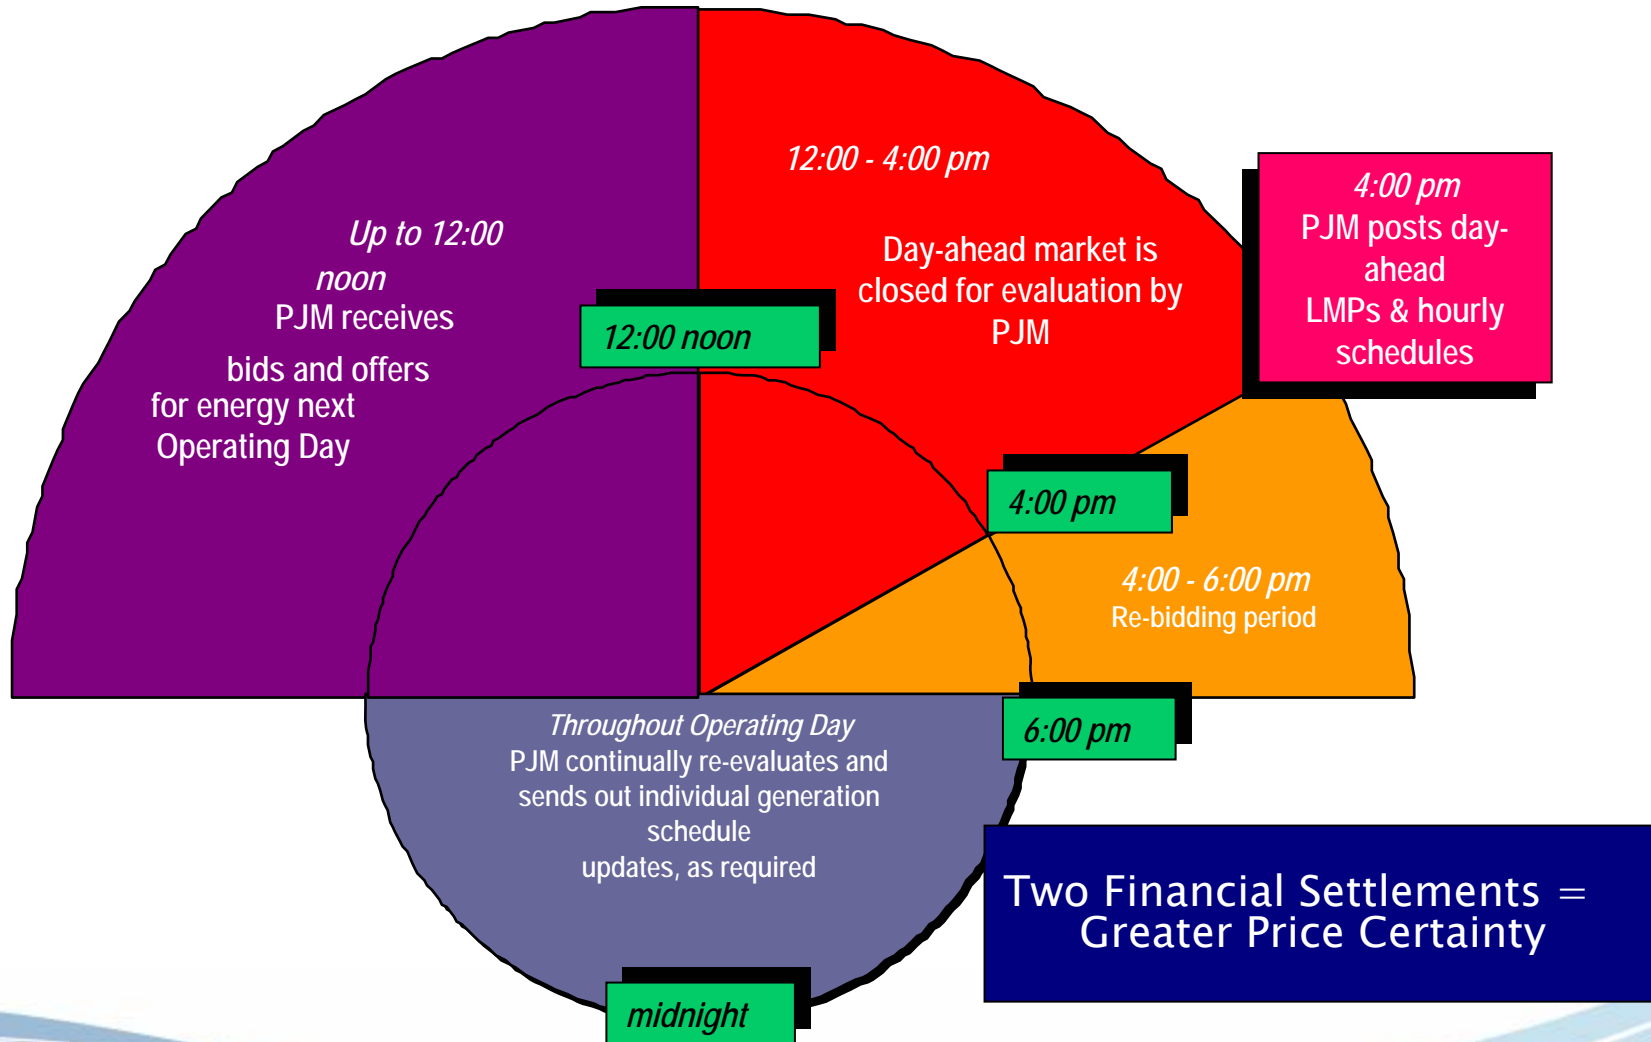 Up to 12:00
noon
PJM receives
bids and offers
for energy next
Operating Day
12:00 noon
12:00 - 4:00 pm
Day-ahead market is
closed for evaluation by
PJM
4:00 pm
PJM posts day-
ahead
LMPs & hourly
schedules
4:00 pm
4:00 - 6:00 pm
Re-bidding period
6:00 pm
Throughout Operating Day
PJM continually re-evaluates and
sends out individual generation
schedule
updates, as required
midnight
Two Financial Settlements =
Greater Price Certainty